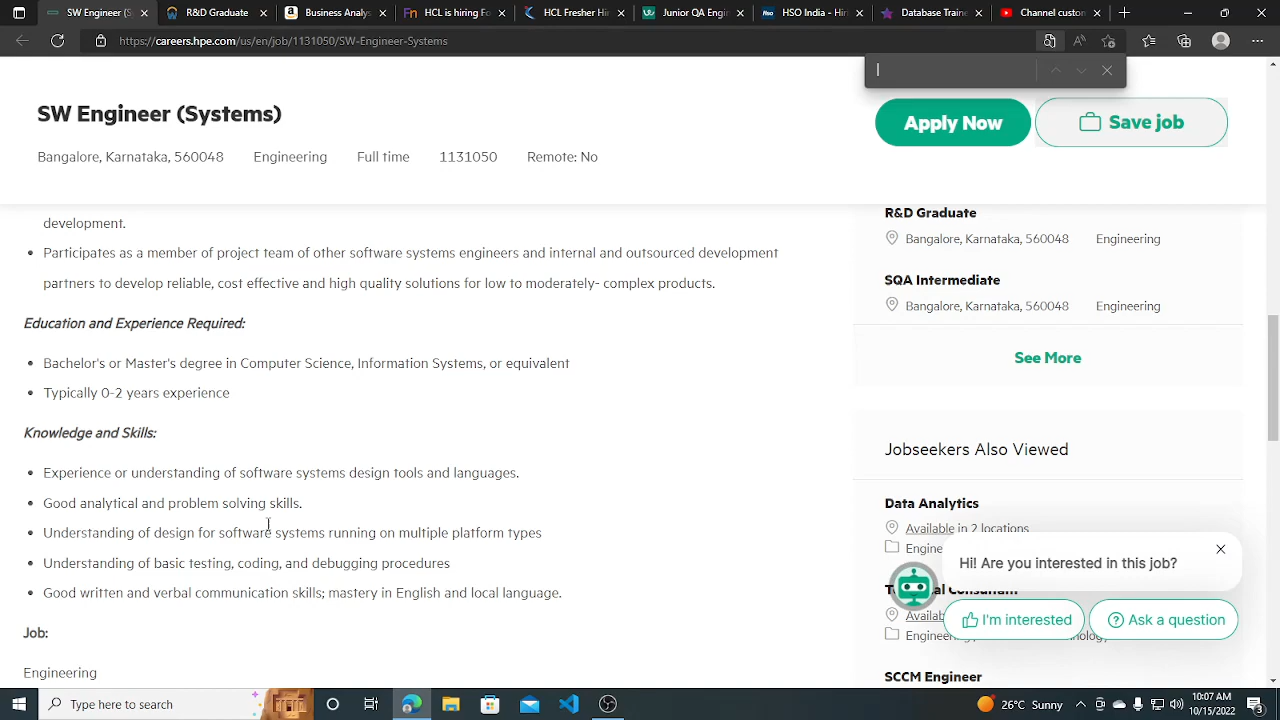 SW Engineer (S
R&D Graduate
Business Analys
HCL is hiring fo
HCL Fresher Hir
Junior QA Engin
HSO India - Hir
Database Traine
Channel custo
https://careers.hpe.com/us/en/job/1131050/SW-Engineer-Systems
SW Engineer (Systems)
Apply Now
Save job
Bangalore, Karnataka, 560048 Engineering Full time 1131050 Remote: No
development.
• Participates as a member of project team of other software systems engineers and internal and outsourced development
partners to develop reliable, cost effective and high quality solutions for low to moderately- complex products.
Education and Experience Required:
• Bachelor's or Master's degree in Computer Science, Information Systems, or equivalent
• Typically 0-2 years experience
Knowledge and Skills:
• Experience or understanding of software systems design tools and languages.
• Good analytical and problem solving skills.
• Understanding of design for software systems running on multiple platform types
• Understanding of basic testing, coding, and debugging procedures
• Good written and verbal communication skills; mastery in English and local language.
Job:
Engineering
R&D Graduate
Bangalore, Karnataka, 560048 Engineering
SQA Intermediate
Bangalore, Karnataka, 560048 Engineering
See More
Jobseekers Also Viewed
Data Analytics
Available in 2 locations
Engine
Hi! Are you interested in this job?
Availab
I'm interested
Ask a question
Engineering
SCCM Engineer
Type here to search
26°C Sunny
10:07 AM
10/15/2022